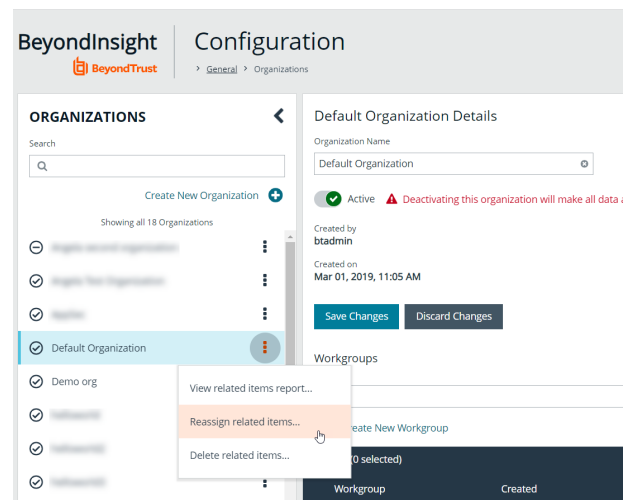 BeyondInsight
BeyondTrust
Configuration
> General > Organizations
ORGANIZATIONS
Search
Create New Organization
Showing all 18 Organizations
Default Organization
Demo org
View related items report...
Reassign related items...
Delete related items...
Default Organization Details
Organization Name
Default Organization
Active
Deactivating this organization will make all data
Created by
btadmin
Created on
Mar 01, 2019, 11:05 AM
Save Changes
Discard Changes
Workgroups
eate New Workgroup
(0 selected)
Workgroup
Created